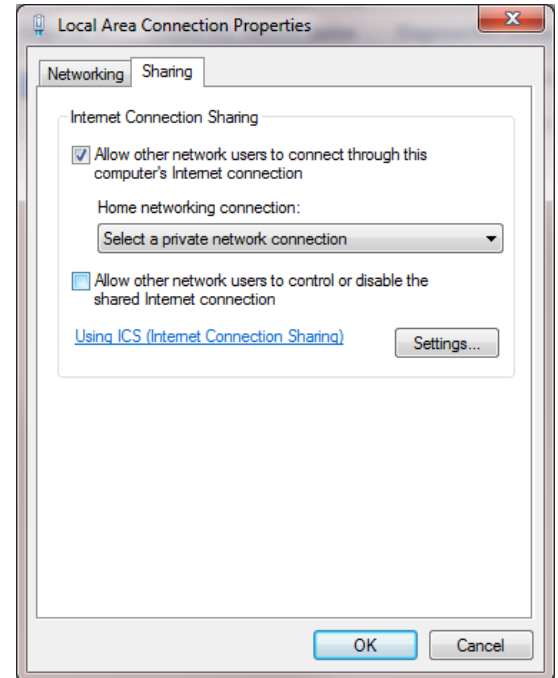 Local Area Connection Properties
Networking
Sharing
Internet Connection Sharing
Allow other network users to connect through this
computer's Internet connection
Home networking connection:
Select a private network connection
Allow other network users to control or disable the
shared Internet connection
Using ICS (Internet Connection Sharing)
Settings...
OK
Cancel